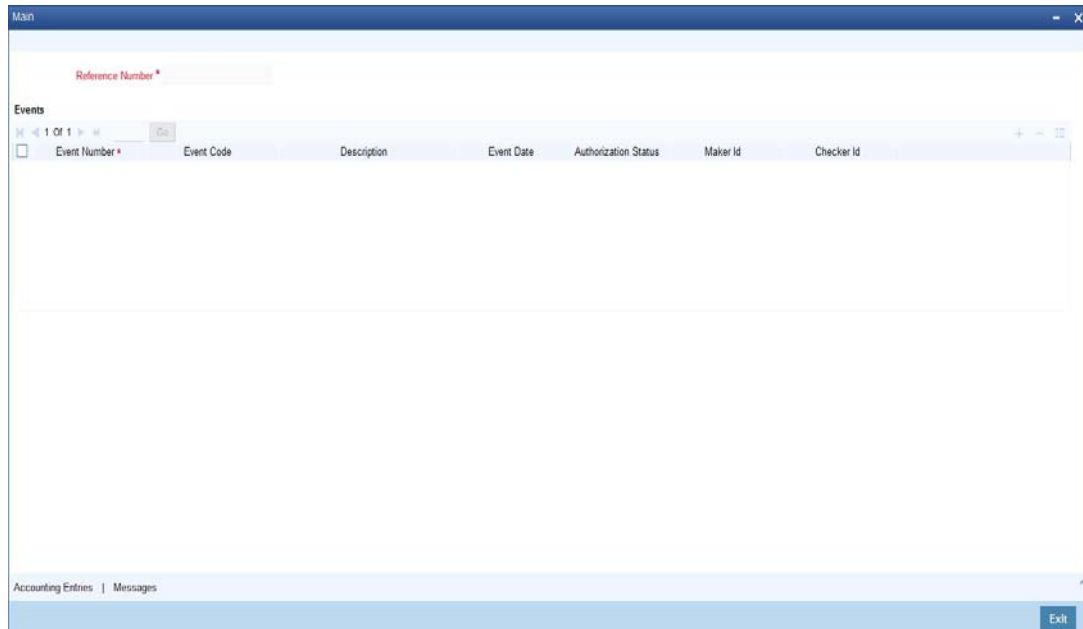 Main
Reference Number *
Events
1 Of 1 Go
Event Number * Event Code Description Event Date Authorization Status Maker Id Checker Id
Accounting Entries | Messages
Exit